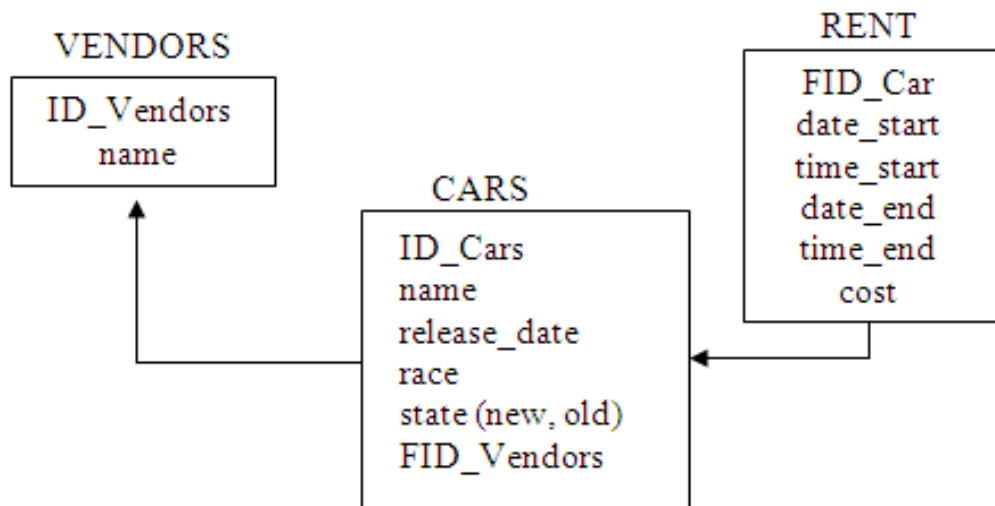 VENDORS
ID_Vendors
name
CARS
ID_Cars
name
release_date
race
state (new, old)
FID_Vendors
RENT
FID_Car
date_start
time_start
date_end
time_end
cost